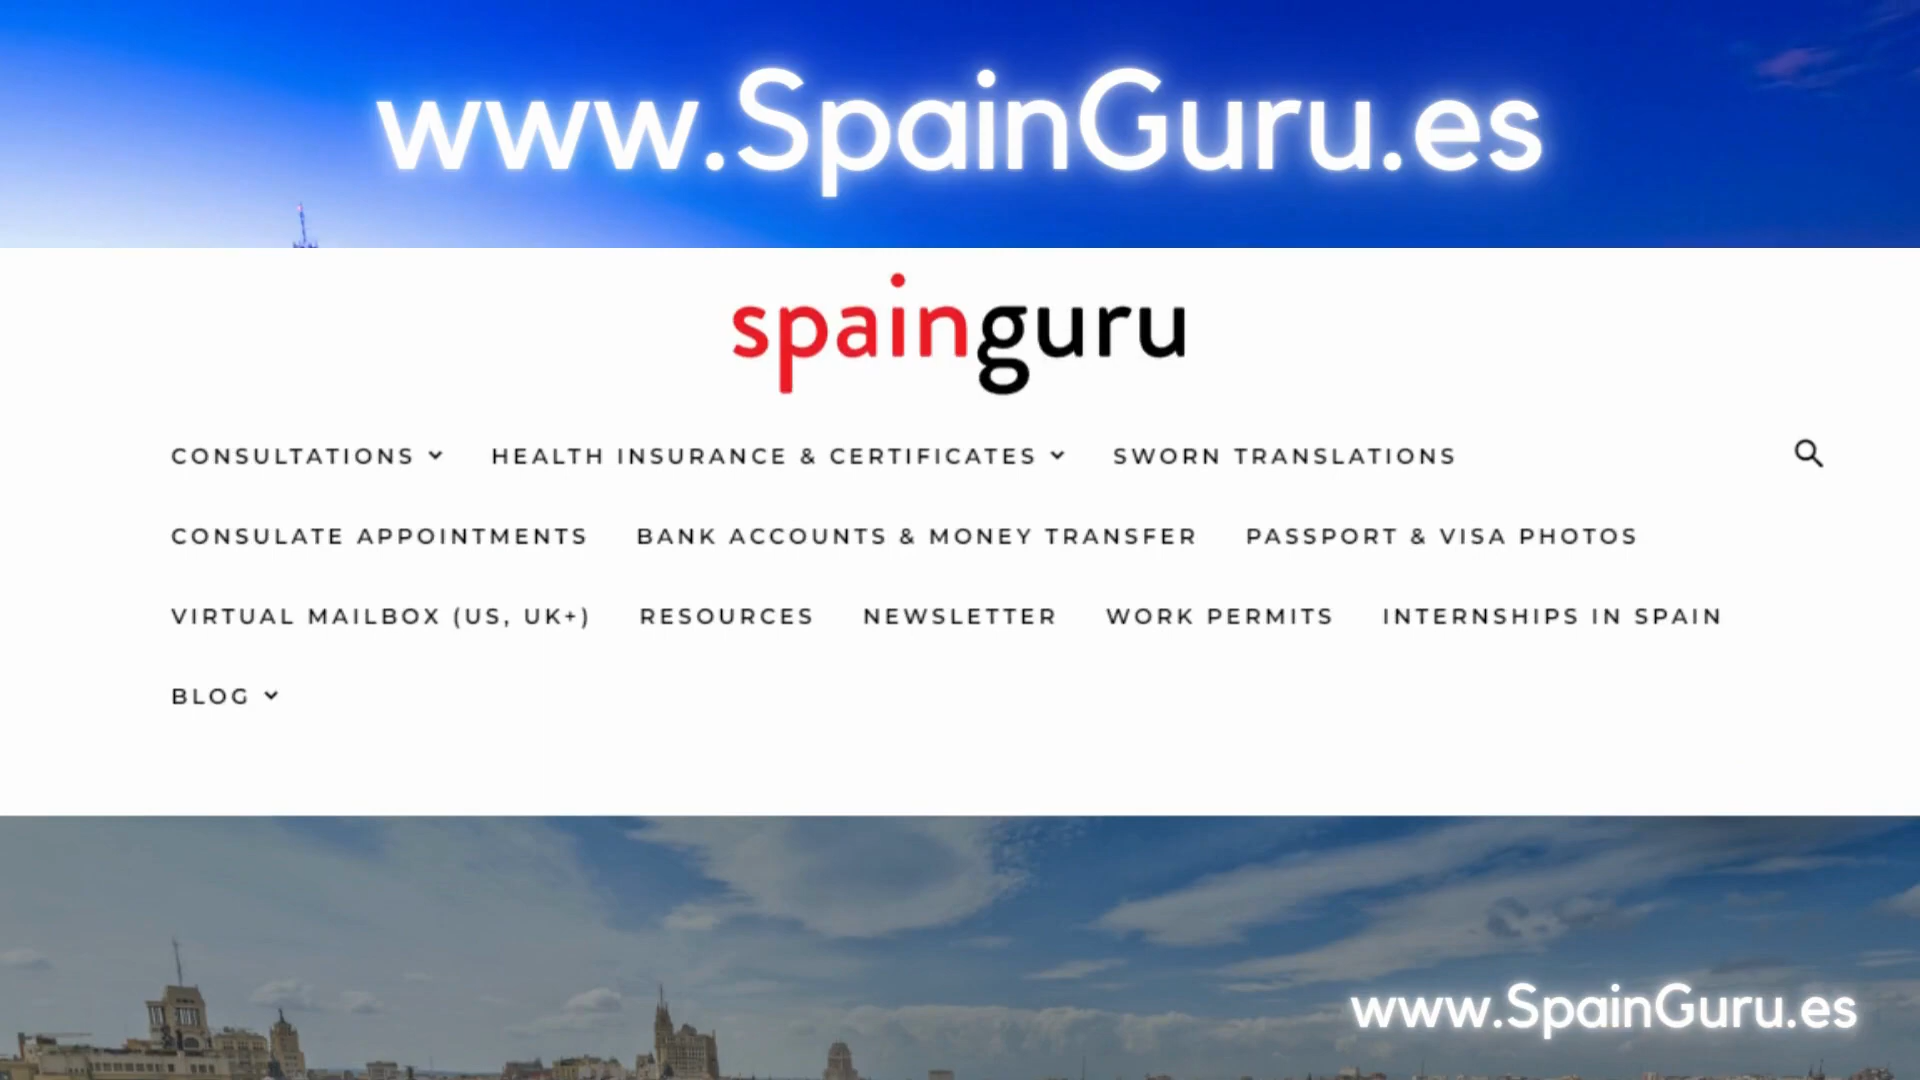 www.SpainGuru.es
spainguru
CONSULTATIONS HEALTH INSURANCE & CERTIFICATES SWORN TRANSLATIONS
CONSULATE APPOINTMENTS BANK ACCOUNTS & MONEY TRANSFER PASSPORT & VISA PHOTOS
VIRTUAL MAILBOX (US, UK+) RESOURCES NEWSLETTER WORK PERMITS INTERNSHIPS IN SPAIN
BLOG
www.SpainGuru.es